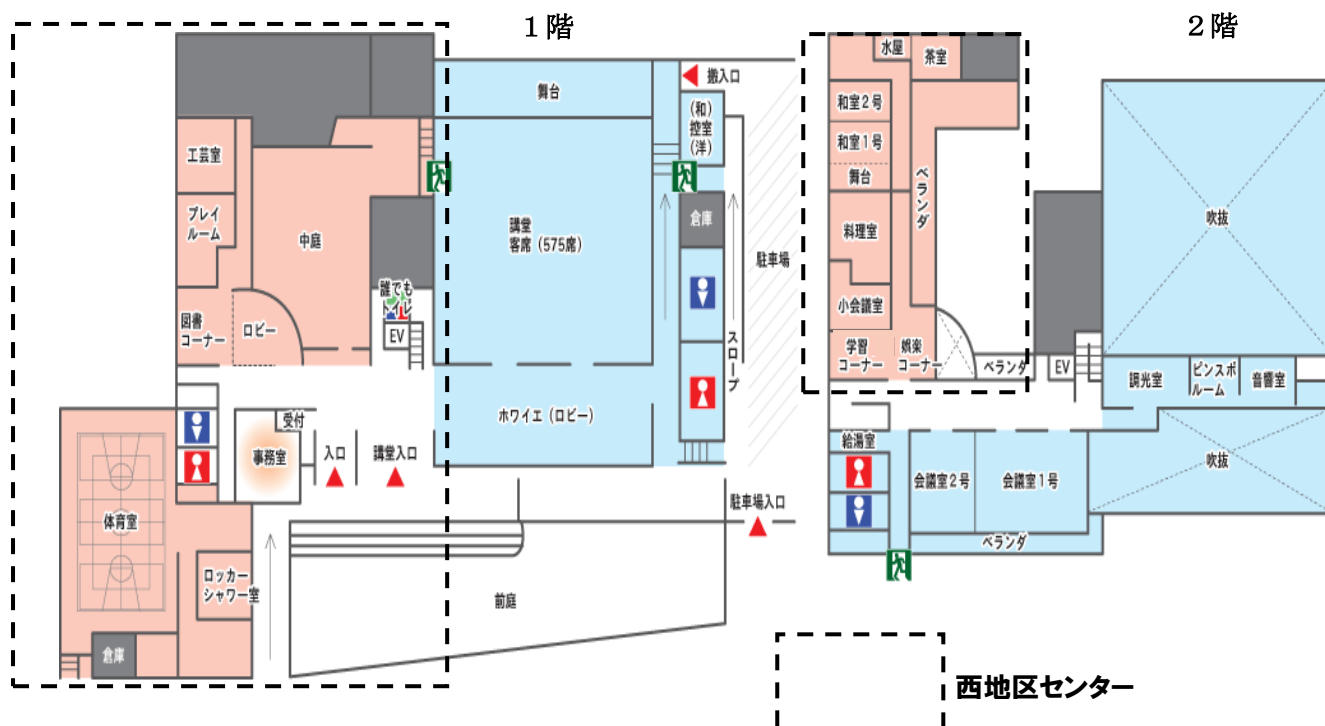 1階
2階
舞台
搬入口
(和)
控室
(洋)
工芸室
プレイ
ルーム
中庭
講堂
客席(575席)
倉庫
駐車場
誰でも
トイレ
EV
図書
コーナー
ロビー
スロープ
ホワイエ(ロビー)
受付
事務室
入口
講堂入口
駐車場入口
体育室
ロッカー
シャワー室
前庭
倉庫
水屋
茶室
和室2号
和室1号
舞台
ベランダ
料理室
小会議室
学習
コーナー
娯楽
コーナー
ベランダ
EV
吹抜
調光室
ピンスポ
ルーム
音響室
給湯室
会議室2号
会議室1号
吹抜
ベランダ
西地区センター